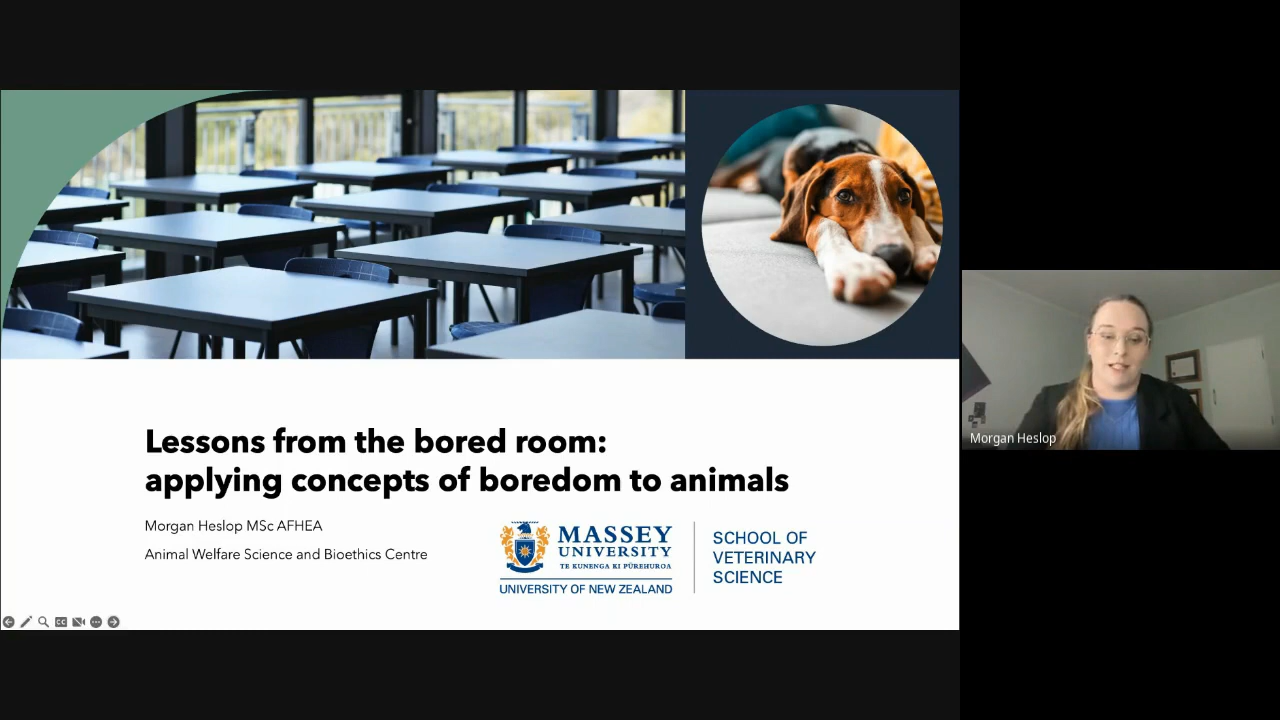 Lessons from the bored room:
applying concepts of boredom to animals
Morgan Heslop MSc AFHEA
Animal Welfare Science and Bioethics Centre
MASSEY
UNIVERSITY
TE KUNENGA KI PŪREHUROA
UNIVERSITY OF NEW ZEALAND
SCHOOL OF
VETERINARY
SCIENCE
CC
Morgan Heslop